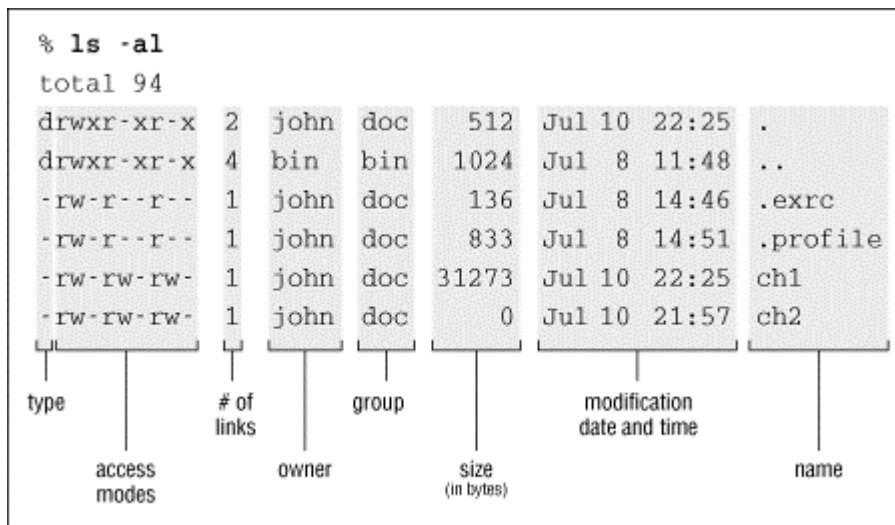 % ls -al
total 94
drwxr-xr-x 2 john doc 512 Jul 10 22:25 .
drwxr-xr-x 4 bin bin 1024 Jul 8 11:48 ..
-rw-r--r-- 1 john doc 136 Jul 8 14:46 .exrc
-rw-r--r-- 1 john doc 833 Jul 8 14:51 .profile
-rw-rw-rw- 1 john doc 31273 Jul 10 22:25 ch1
-rw-rw-rw- 1 john doc 0 Jul 10 21:57 ch2
type # of group modification
links date and time
access owner size name
modes (in bytes)